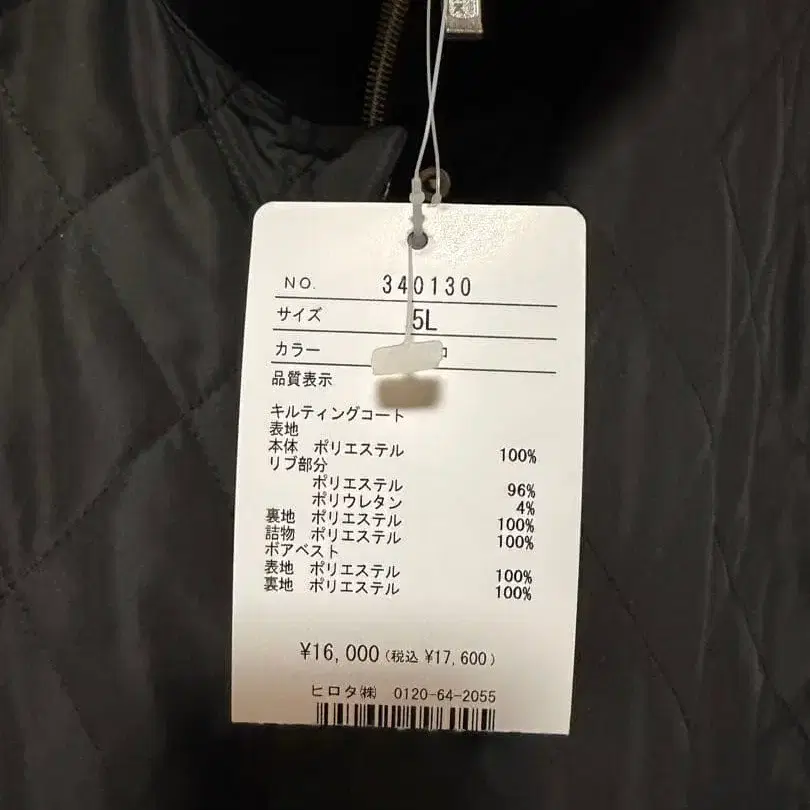 NO. 340130
サイズ 5L
カラー
品質表示
キルティングコート
表地
本体 ポリエステル 100%
リブ部分
ポリエステル 96%
ポリウレタン 4%
裏地 ポリエステル 100%
詰物 ポリエステル 100%
ボアベスト
表地 ポリエステル 100%
裏地 ポリエステル 100%
¥16,000(税込 ¥17,600)
ヒロタ㈱ 0120-64-2055